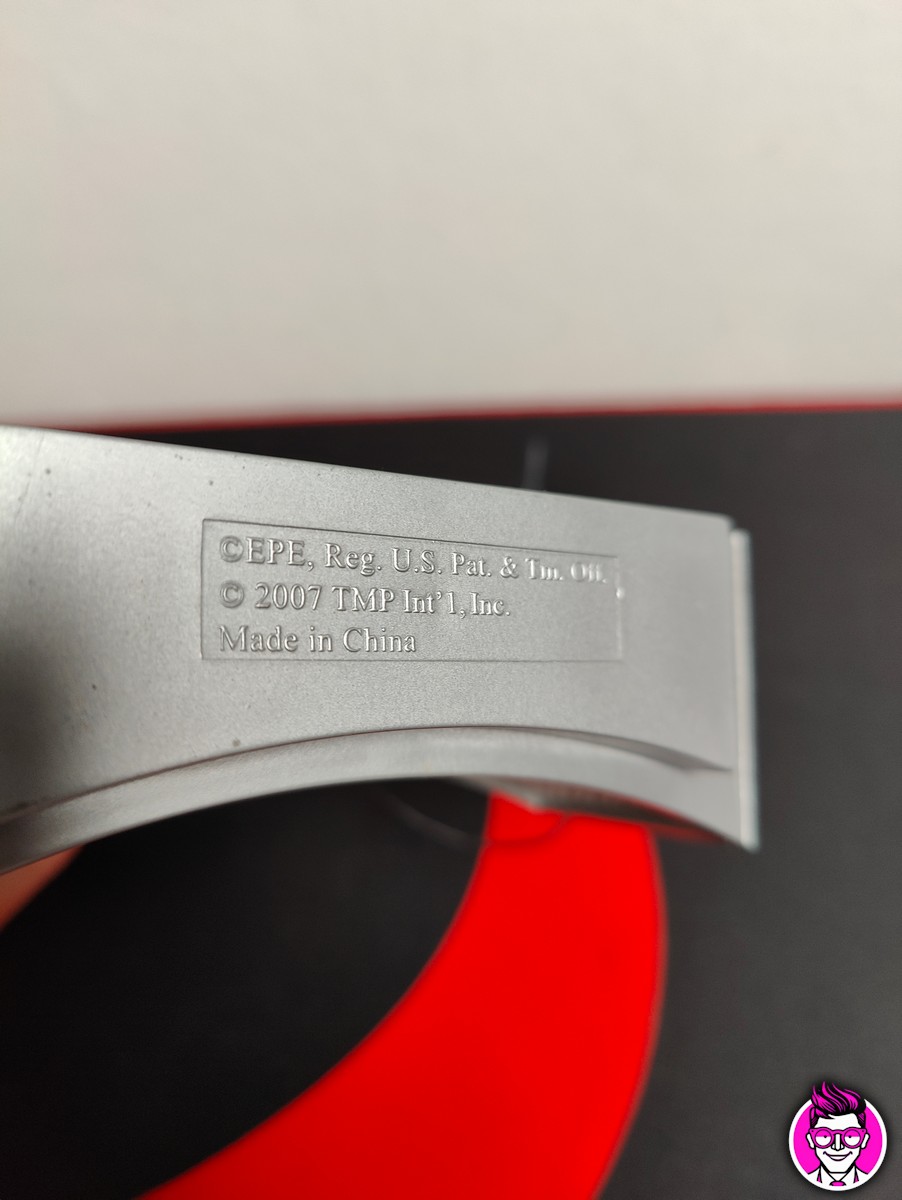 ©EPE, Reg. U.S. Pat. & Tm. Off.
© 2007 TMP Int'l, Inc.
Made in China